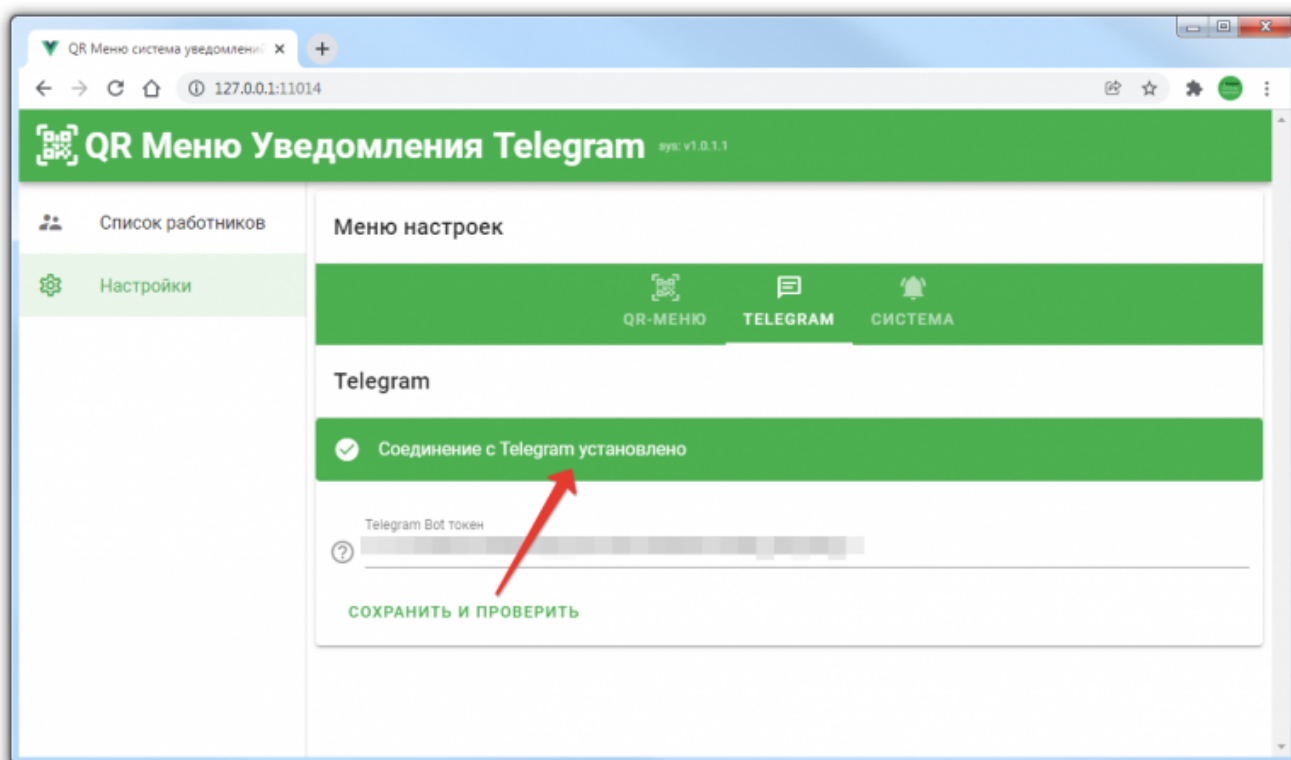 QR Меню система уведомлений
127.0.0.1:11014
QR Меню Уведомления Telegram sys: v1.0.1.1
Список работников
Настройки
Меню настроек
QR-МЕНЮ TELEGRAM СИСТЕМА
Telegram
Соединение с Telegram установлено
Telegram Bot токен
СОХРАНИТЬ И ПРОВЕРИТЬ